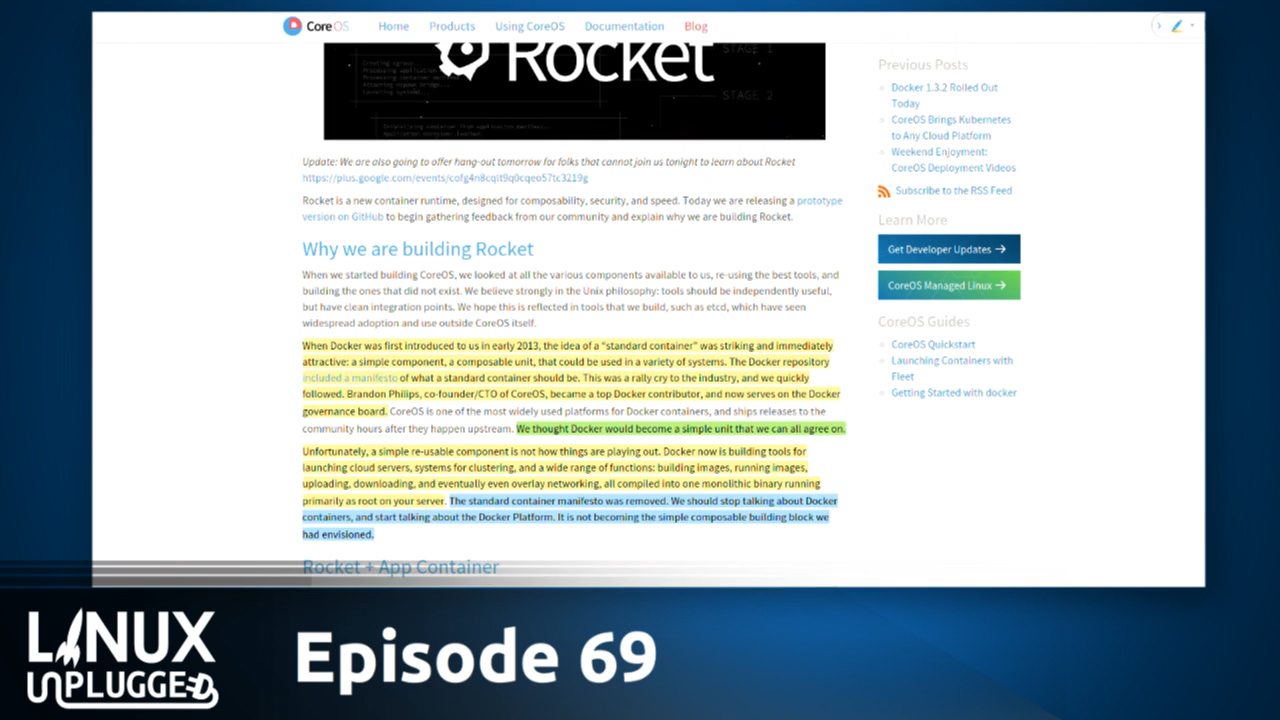 CoreOS
Home
Products
Using CoreOS
Documentation
Blog
Rocket
STAGE 1
STAGE 2
Update: We are also going to offer hang-out tomorrow for folks that cannot join us tonight to learn about Rocket
https://plus.google.com/events/cofg4n8cqlt9q0cqeo57tc3219g
Rocket is a new container runtime, designed for composability, security, and speed. Today we are releasing a prototype
version on GitHub to begin gathering feedback from our community and explain why we are building Rocket.
Why we are building Rocket
When we started building CoreOS, we looked at all the various components available to us, re-using the best tools, and
building the ones that did not exist. We believe strongly in the Unix philosophy: tools should be independently useful,
but have clean integration points. We hope this is reflected in tools that we build, such as etcd, which have seen
widespread adoption and use outside CoreOS itself.
When Docker was first introduced to us in early 2013, the idea of a “standard container” was striking and immediately
attractive: a simple component, a composable unit, that could be used in a variety of systems. The Docker repository
included a manifesto of what a standard container should be. This was a rally cry to the industry, and we quickly
followed. Brandon Philips, co-founder/CTO of CoreOS, became a top Docker contributor, and now serves on the Docker
governance board. CoreOS is one of the most widely used platforms for Docker containers, and ships releases to the
community hours after they happen upstream. We thought Docker would become a simple unit that we can all agree on.
Unfortunately, a simple re-usable component is not how things are playing out. Docker now is building tools for
launching cloud servers, systems for clustering, and a wide range of functions: building images, running images,
uploading, downloading, and eventually even overlay networking, all compiled into one monolithic binary running
primarily as root on your server. The standard container manifesto was removed. We should stop talking about Docker
containers, and start talking about the Docker Platform. It is not becoming the simple composable building block we
had envisioned.
Rocket + App Container
Previous Posts
Docker 1.3.2 Rolled Out
Today
CoreOS Brings Kubernetes
to Any Cloud Platform
Weekend Enjoyment:
CoreOS Deployment Videos
Subscribe to the RSS Feed
Learn More
Get Developer Updates →
CoreOS Managed Linux →
CoreOS Guides
CoreOS Quickstart
Launching Containers with
Fleet
Getting Started with docker
LINUX
UNPLUGGED
Episode 69